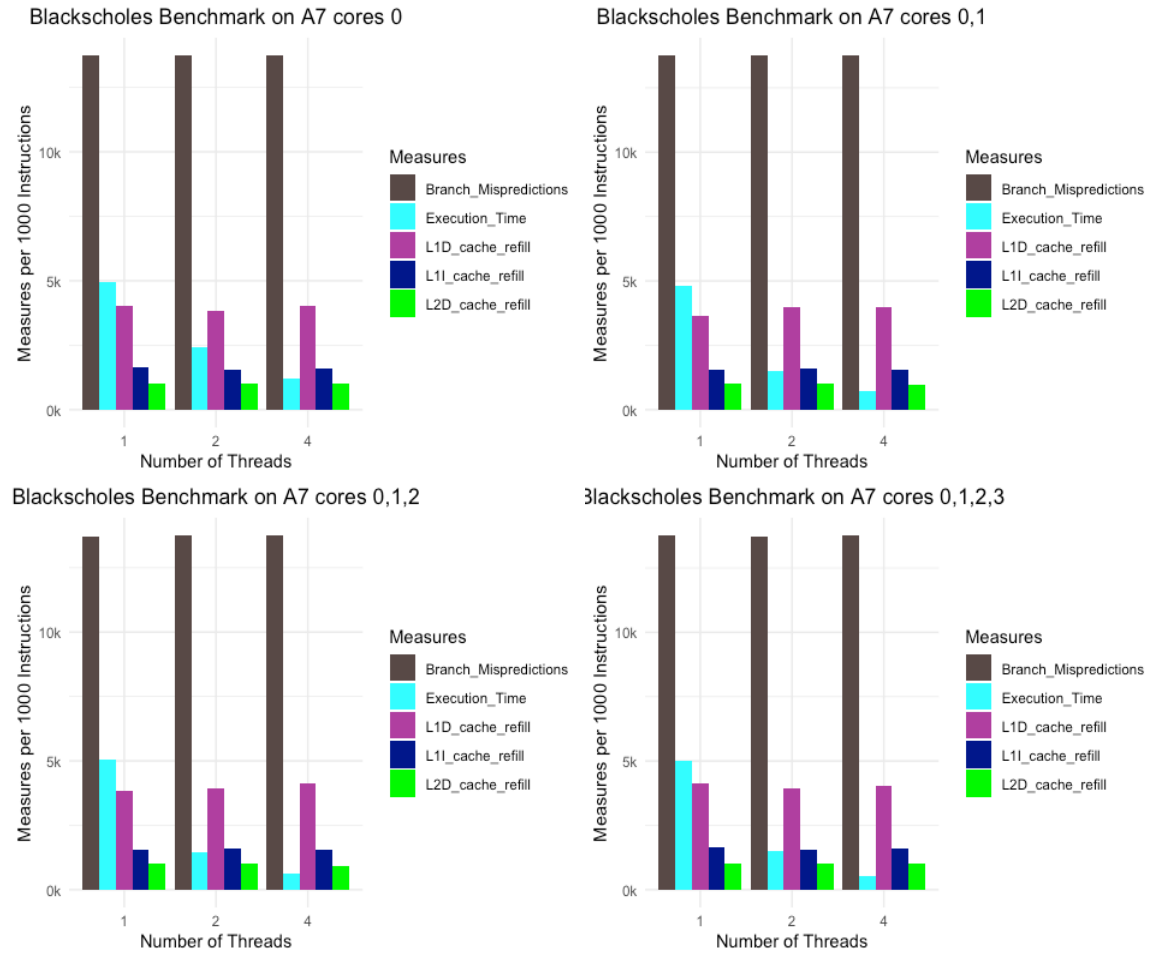 Blackscholes Benchmark on A7 cores 0
Measures per 1000 Instructions
10k
5k
0k
1 2 4
Number of Threads
Measures
Branch_Mispredictions
Execution_Time
L1D_cache_refill
L1I_cache_refill
L2D_cache_refill
Blackscholes Benchmark on A7 cores 0,1
Measures per 1000 Instructions
10k
5k
0k
1 2 4
Number of Threads
Measures
Branch_Mispredictions
Execution_Time
L1D_cache_refill
L1I_cache_refill
L2D_cache_refill
Blackscholes Benchmark on A7 cores 0,1,2
Measures per 1000 Instructions
10k
5k
0k
1 2 4
Number of Threads
Measures
Branch_Mispredictions
Execution_Time
L1D_cache_refill
L1I_cache_refill
L2D_cache_refill
Blackscholes Benchmark on A7 cores 0,1,2,3
Measures per 1000 Instructions
10k
5k
0k
1 2 4
Number of Threads
Measures
Branch_Mispredictions
Execution_Time
L1D_cache_refill
L1I_cache_refill
L2D_cache_refill